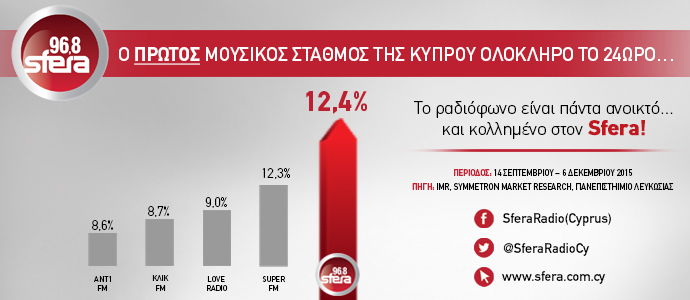 96.8
sfera
Ο ΠΡΩΤΟΣ ΜΟΥΣΙΚΟΣ ΣΤΑΘΜΟΣ ΤΗΣ ΚΥΠΡΟΥ ΟΛΟΚΛΗΡΟ ΤΟ 24ΩΡΟ...
12,4%
12,3%
9,0%
8,7%
8,6%
ANT1 FM
ΚΛΙΚ FM
LOVE RADIO
SUPER FM
96.8
sfera
Το ραδιόφωνο είναι πάντα ανοικτό...
και κολλημένο στον Sfera!
ΠΕΡΙΟΔΟΣ: 14 ΣΕΠΤΕΜΒΡΙΟΥ – 6 ΔΕΚΕΜΒΡΙΟΥ 2015
ΠΗΓΗ: IMR, SYMMETRON MARKET RESEARCH, ΠΑΝΕΠΙΣΤΗΜΙΟ ΛΕΥΚΩΣΙΑΣ
SferaRadio(Cyprus)
@SferaRadioCy
www.sfera.com.cy